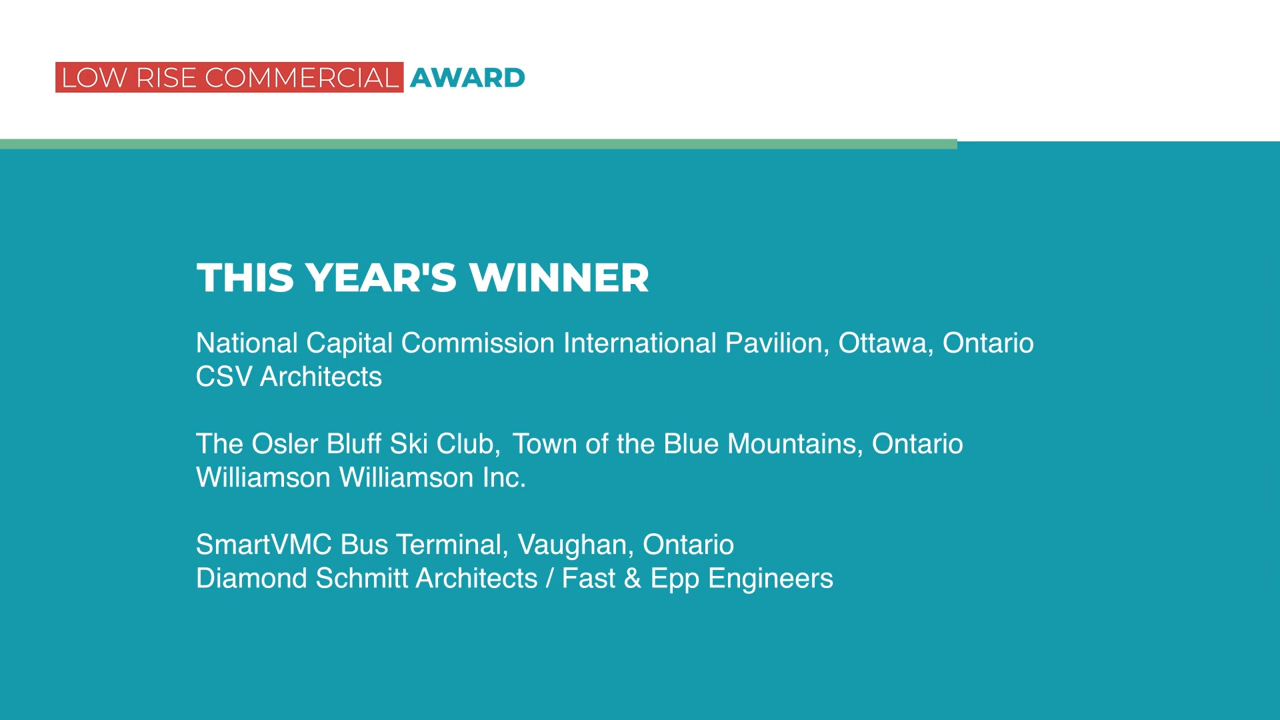 LOW RISE COMMERCIAL AWARD
THIS YEAR'S WINNER
National Capital Commission International Pavilion, Ottawa, Ontario
CSV Architects
The Osler Bluff Ski Club, Town of the Blue Mountains, Ontario
Williamson Williamson Inc.
SmartVMC Bus Terminal, Vaughan, Ontario
Diamond Schmitt Architects / Fast & Epp Engineers